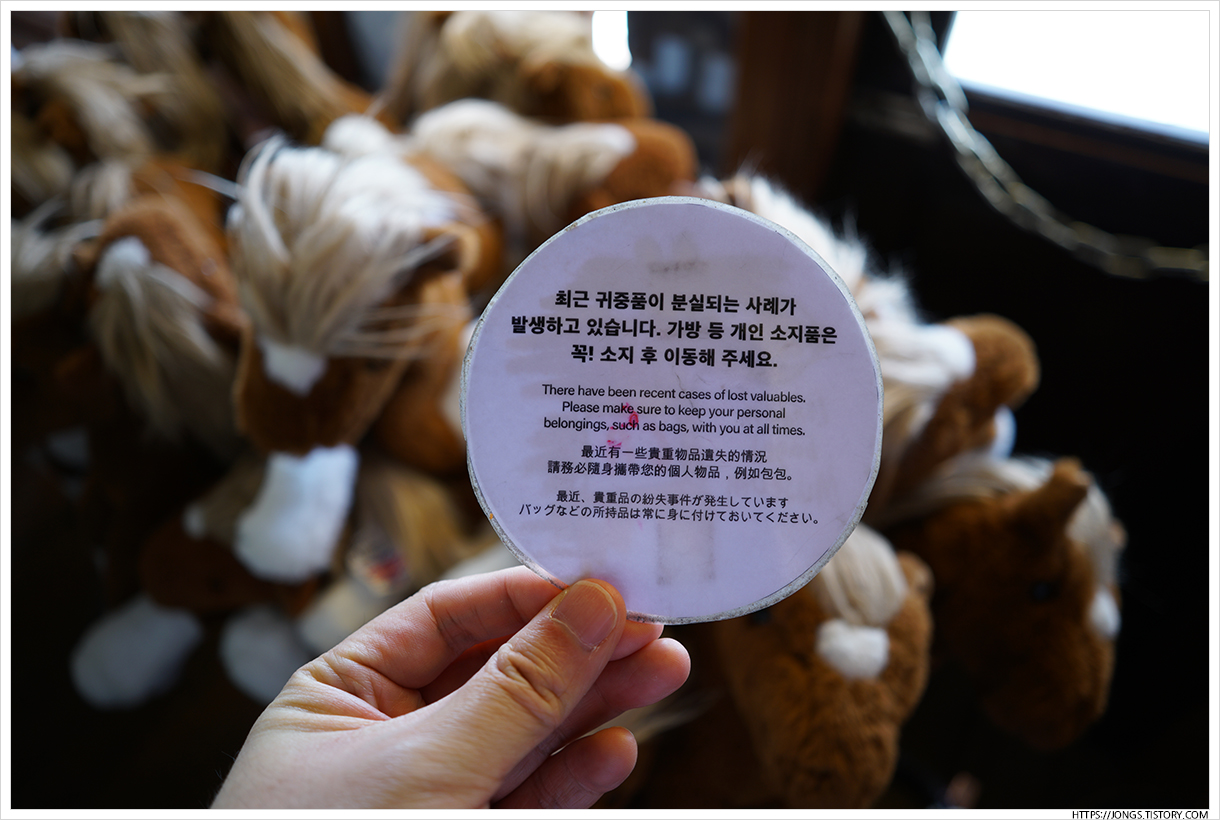 최근 귀중품이 분실되는 사례가
발생하고 있습니다. 가방 등 개인 소지품은
꼭! 소지 후 이동해 주세요.
There have been recent cases of lost valuables.
Please make sure to keep your personal
belongings, such as bags, with you at all times.
最近有一些貴重物品遺失的情況
請務必隨身攜帶您的個人物品，例如包包。
最近、貴重品の紛失事件が発生しています
バッグなどの所持品は常に身に付けておいてください。
HTTPS://JONGS.TISTORY.COM